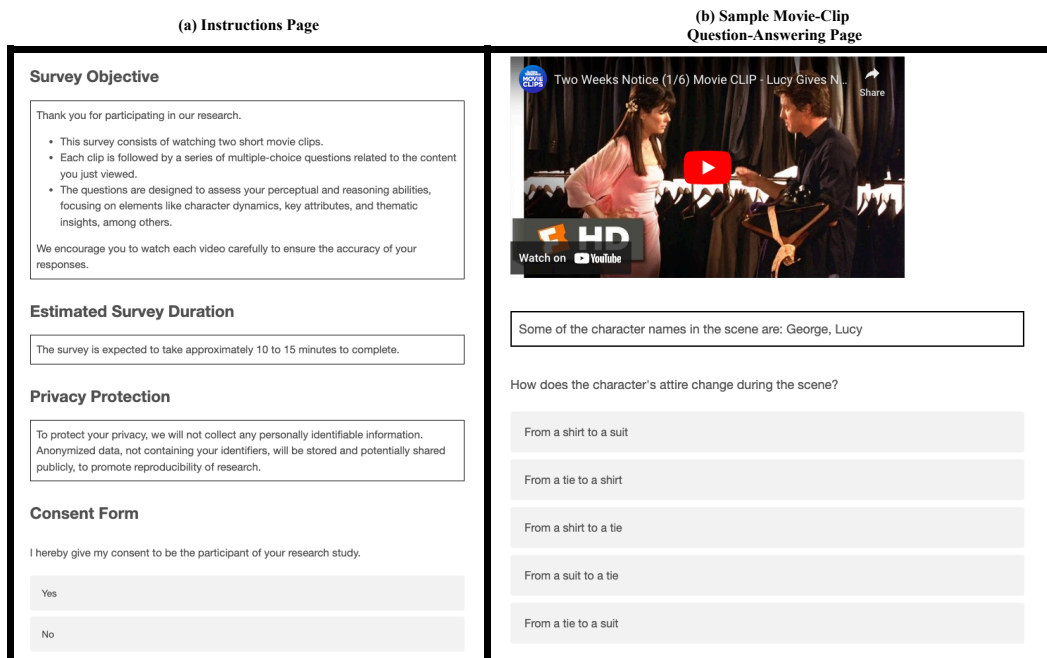 (a) Instructions Page
Survey Objective
Thank you for participating in our research.
• This survey consists of watching two short movie clips.
• Each clip is followed by a series of multiple-choice questions related to the content
you just viewed.
• The questions are designed to assess your perceptual and reasoning abilities,
focusing on elements like character dynamics, key attributes, and thematic
insights, among others.
We encourage you to watch each video carefully to ensure the accuracy of your
responses.
Estimated Survey Duration
The survey is expected to take approximately 10 to 15 minutes to complete.
Privacy Protection
To protect your privacy, we will not collect any personally identifiable information.
Anonymized data, not containing your identifiers, will be stored and potentially shared
publicly, to promote reproducibility of research.
Consent Form
I hereby give my consent to be the participant of your research study.
Yes
No
(b) Sample Movie-Clip
Question-Answering Page
MOVIE
CLIPS
Two Weeks Notice (1/6) Movie CLIP - Lucy Gives N...
Share
HD
Watch on YouTube
Some of the character names in the scene are: George, Lucy
How does the character's attire change during the scene?
From a shirt to a suit
From a tie to a shirt
From a shirt to a tie
From a suit to a tie
From a tie to a suit